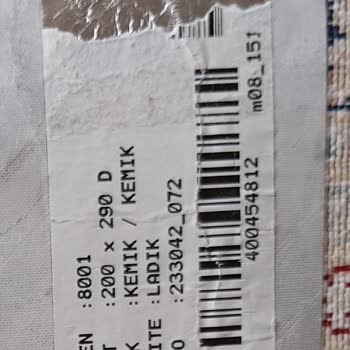 EN :8001
T :200 x 290 D
K :KEMIK / KEMIK
ITE :LADIK
O :233042_072
400454812
m08_151